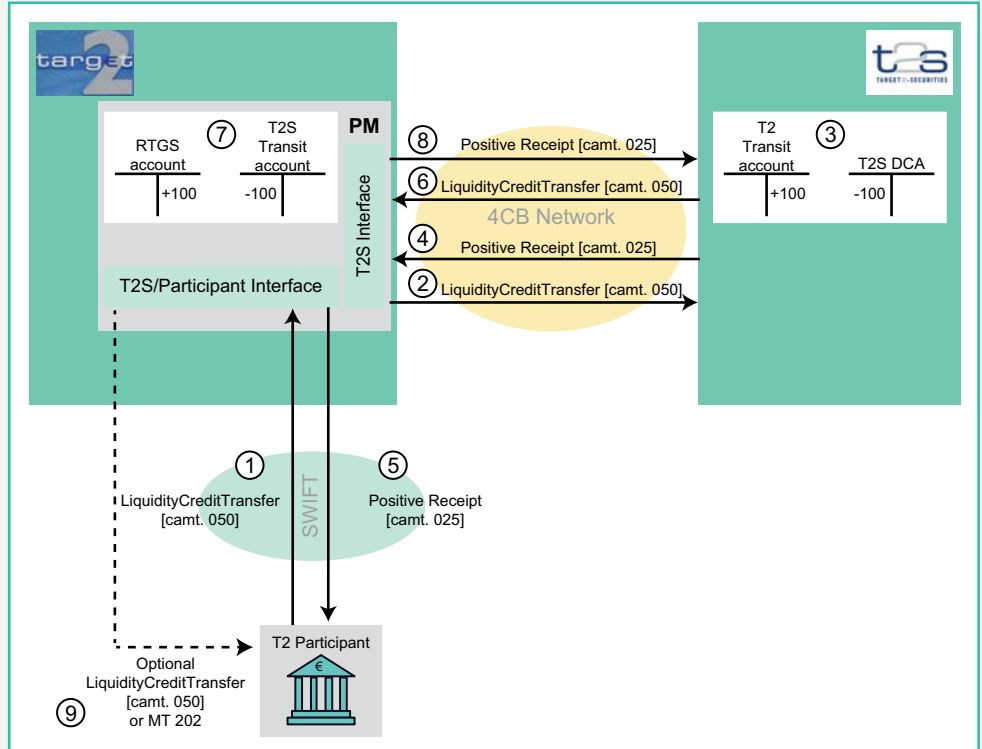 target
2
t2s
TARGET2-SECURITIES
PM
⑦
RTGS
account
+100
T2S
Transit
account
-100
T2S Interface
T2S/Participant Interface
⑧
Positive Receipt [camt. 025]
⑥
LiquidityCreditTransfer [camt. 050]
4CB Network
④
Positive Receipt [camt. 025]
②
LiquidityCreditTransfer [camt. 050]
T2
Transit
account
+100
③
T2S DCA
-100
①
LiquidityCreditTransfer
[camt. 050]
SWIFT
⑤
Positive Receipt
[camt. 025]
T2 Participant
€
Optional
LiquidityCreditTransfer
[camt. 050]
or MT 202
⑨